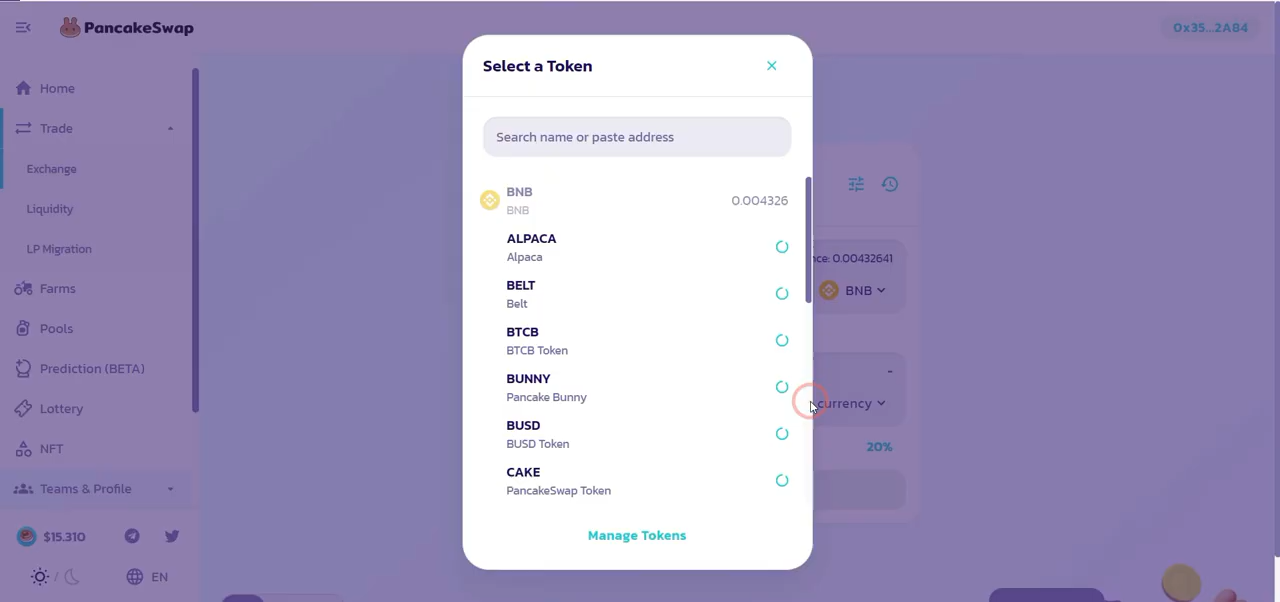 PancakeSwap
0x35...2A84
Home
Trade
Exchange
Liquidity
LP Migration
Farms
Pools
Prediction (BETA)
Lottery
NFT
Teams & Profile
$15.310
/
EN
Select a Token
Search name or paste address
BNB
BNB
0.004326
ALPACA
Alpaca
BELT
Belt
BTCB
BTCB Token
BUNNY
Pancake Bunny
BUSD
BUSD Token
CAKE
PancakeSwap Token
Manage Tokens
nce: 0.00432641
BNB
-
currency
20%